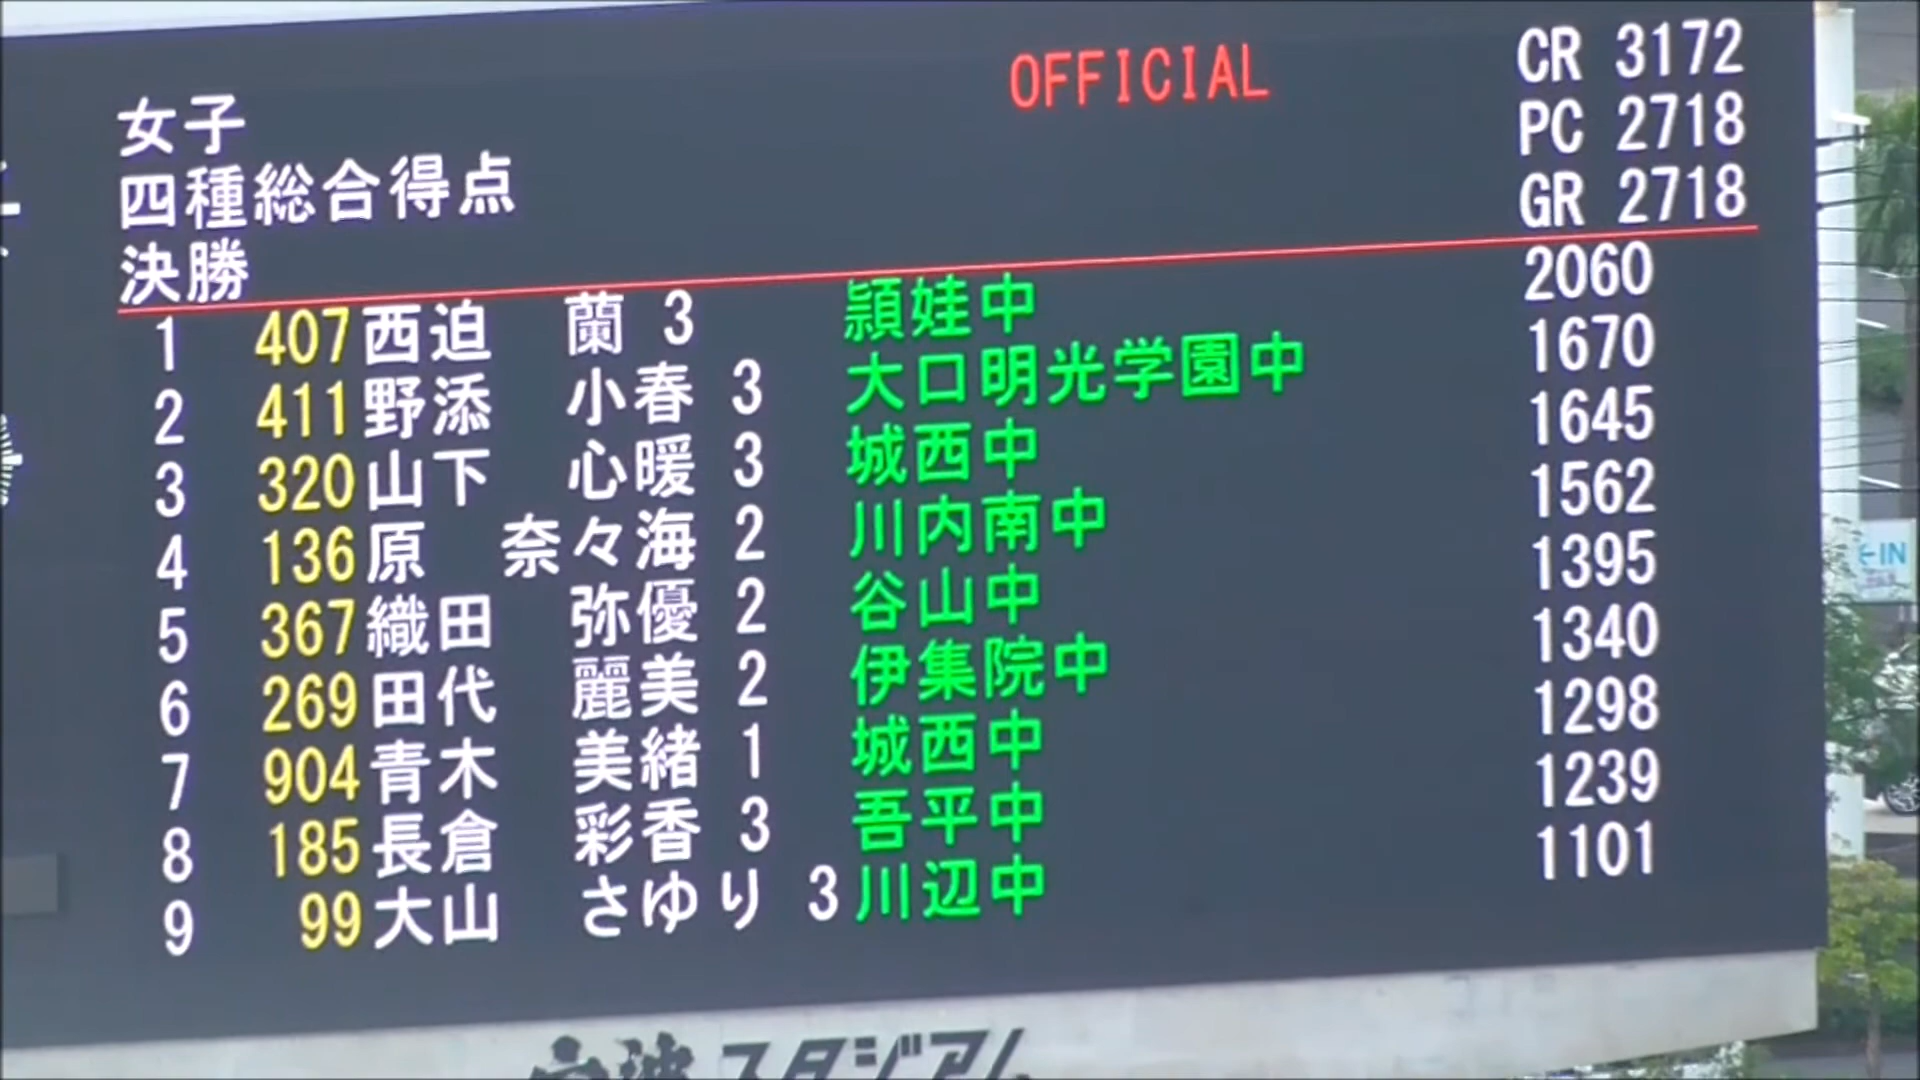 女子
四種総合得点
決勝
OFFICIAL
CR 3172
PC 2718
GR 2718
1 407 西迫 蘭 3 頴娃中 2060
2 411 野添 小春 3 大口明光学園中 1670
3 320 山下 心暖 3 城西中 1645
4 136 原 奈々海 2 川内南中 1562
5 367 織田 弥優 2 谷山中 1395
6 269 田代 麗美 2 伊集院中 1340
7 904 青木 美緒 1 城西中 1298
8 185 長倉 彩香 3 吾平中 1239
9 99 大山 さゆり 3 川辺中 1101
←IN
スタジアム